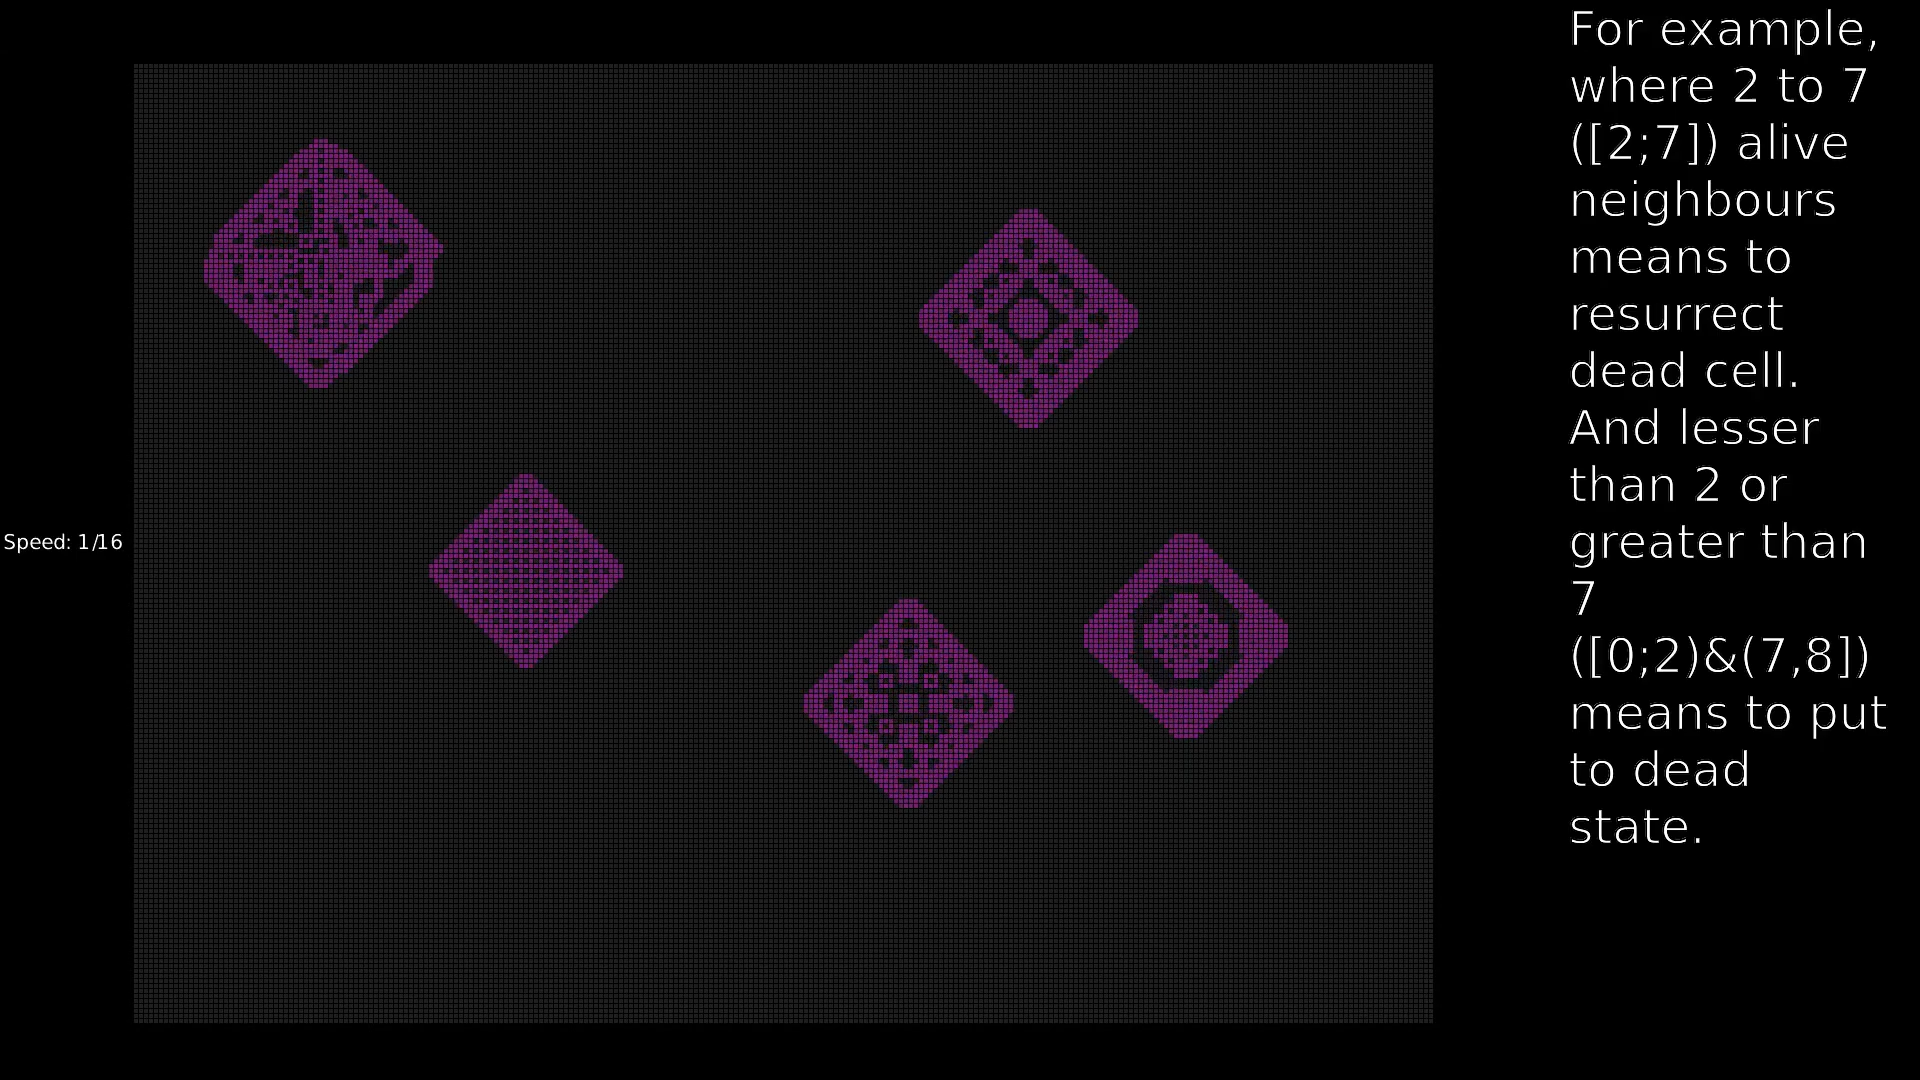 For example,
where 2 to 7
([2;7]) alive
neighbours
means to
resurrect
dead cell.
And lesser
than 2 or
greater than
7
([0;2)&(7,8])
means to put
to dead
state.
Speed: 1/16